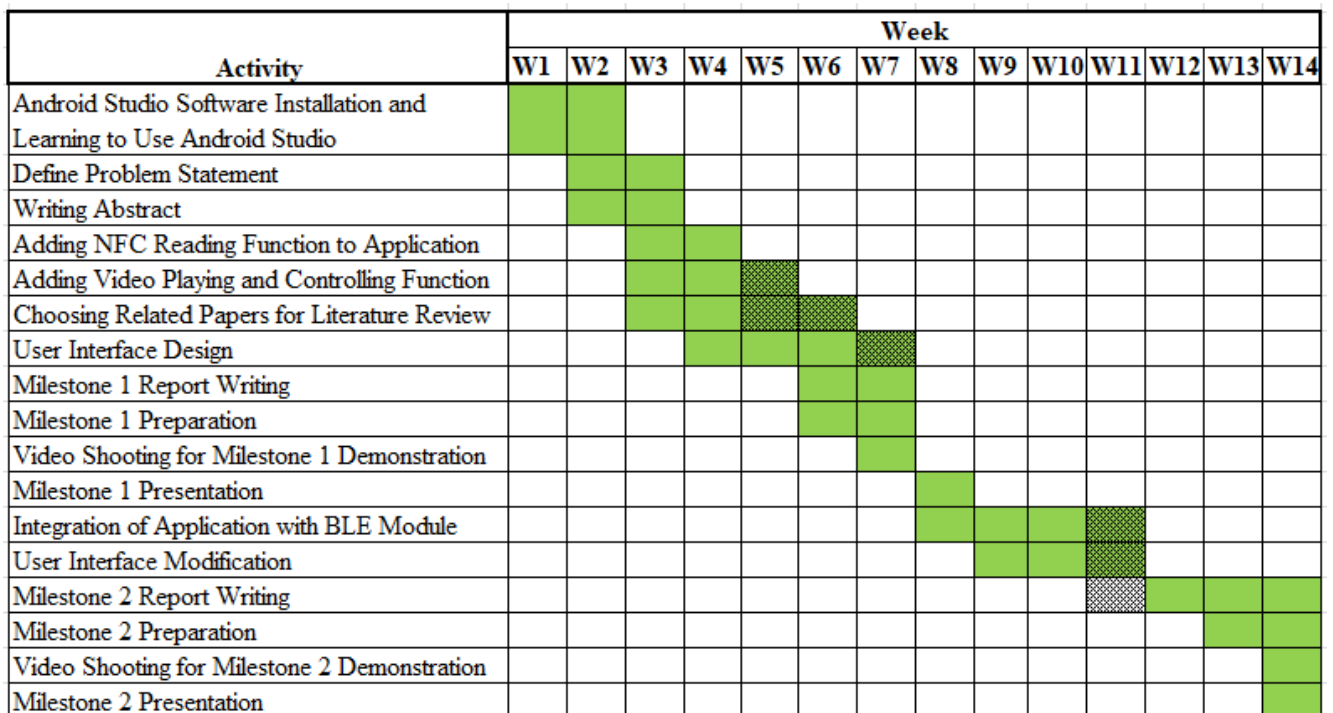 Week
Activity W1 W2 W3 W4 W5 W6 W7 W8 W9 W10 W11 W12 W13 W14
Android Studio Software Installation and
Learning to Use Android Studio
Define Problem Statement
Writing Abstract
Adding NFC Reading Function to Application
Adding Video Playing and Controlling Function
Choosing Related Papers for Literature Review
User Interface Design
Milestone 1 Report Writing
Milestone 1 Preparation
Video Shooting for Milestone 1 Demonstration
Milestone 1 Presentation
Integration of Application with BLE Module
User Interface Modification
Milestone 2 Report Writing
Milestone 2 Preparation
Video Shooting for Milestone 2 Demonstration
Milestone 2 Presentation